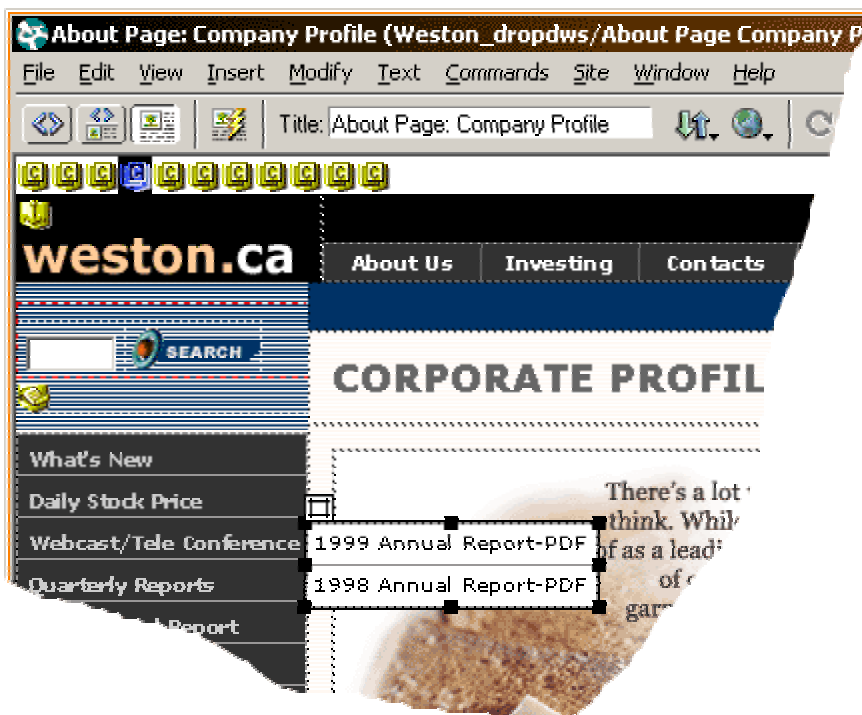 About Page: Company Profile (Weston_dropdws/About Page Company P
File Edit View Insert Modify Text Commands Site Window Help
Title: About Page: Company Profile
weston.ca
About Us Investing Contacts
SEARCH
CORPORATE PROFIL
What's New
Daily Stock Price
Webcast/Tele Conference
Quarterly Reports
Report
1999 Annual Report-PDF
1998 Annual Report-PDF
There's a lot
think. Whil
of as a leadi
of
gar